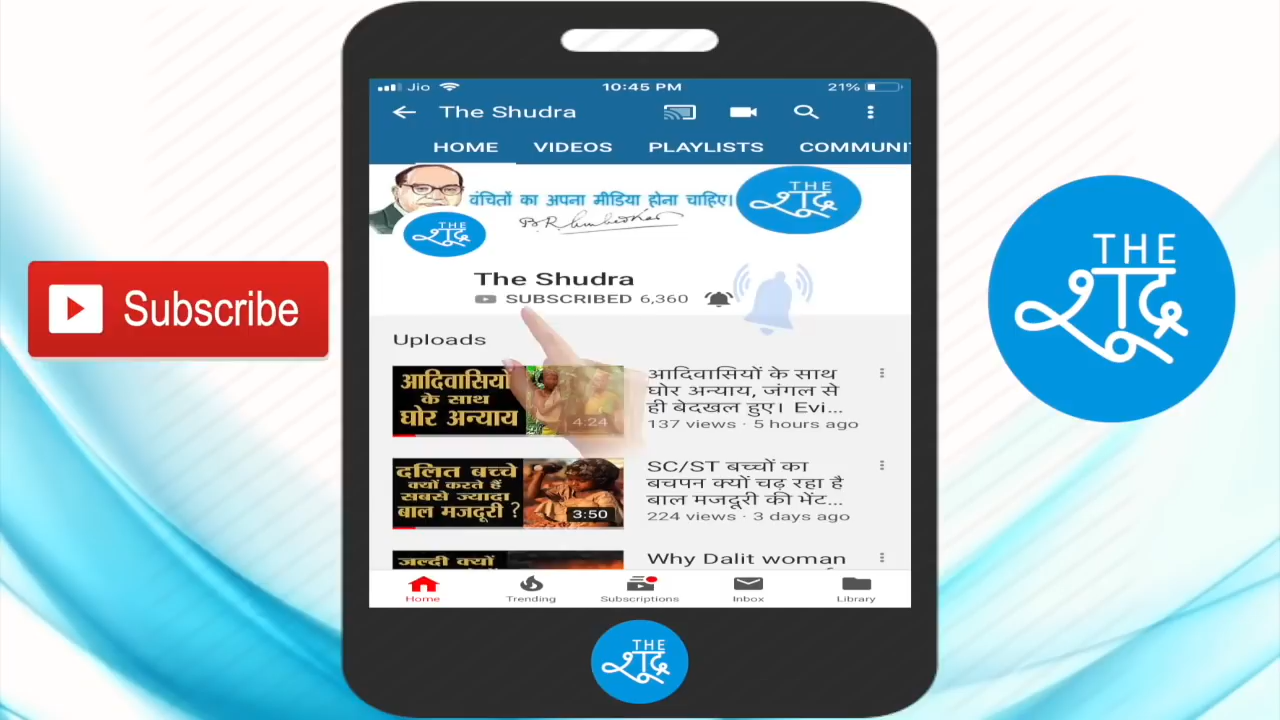 Jio
10:45 PM
21%
The Shudra
HOME VIDEOS PLAYLISTS COMMUNI
वंचितों का अपना मीडिया होना चाहिए।
B.R. Ambedkar
THE
शूद्र
THE
शूद्र
The Shudra
SUBSCRIBED 6,360
Uploads
आदिवासियों
के साथ
घोर अन्याय
4:24
आदिवासियों के साथ
घोर अन्याय, जंगल से
ही बेदखल हुए। Evi...
137 views · 5 hours ago
दलित बच्चे
क्यों करते हैं
सबसे ज्यादा
बाल मजदूरी ?
3:50
SC/ST बच्चों का
बचपन क्यों चढ़ रहा है
बाल मजदूरी की भेंट...
224 views · 3 days ago
जल्दी क्यों
Why Dalit woman
Home Trending Subscriptions Inbox Library
THE
शूद्र
Subscribe
THE
शूद्र